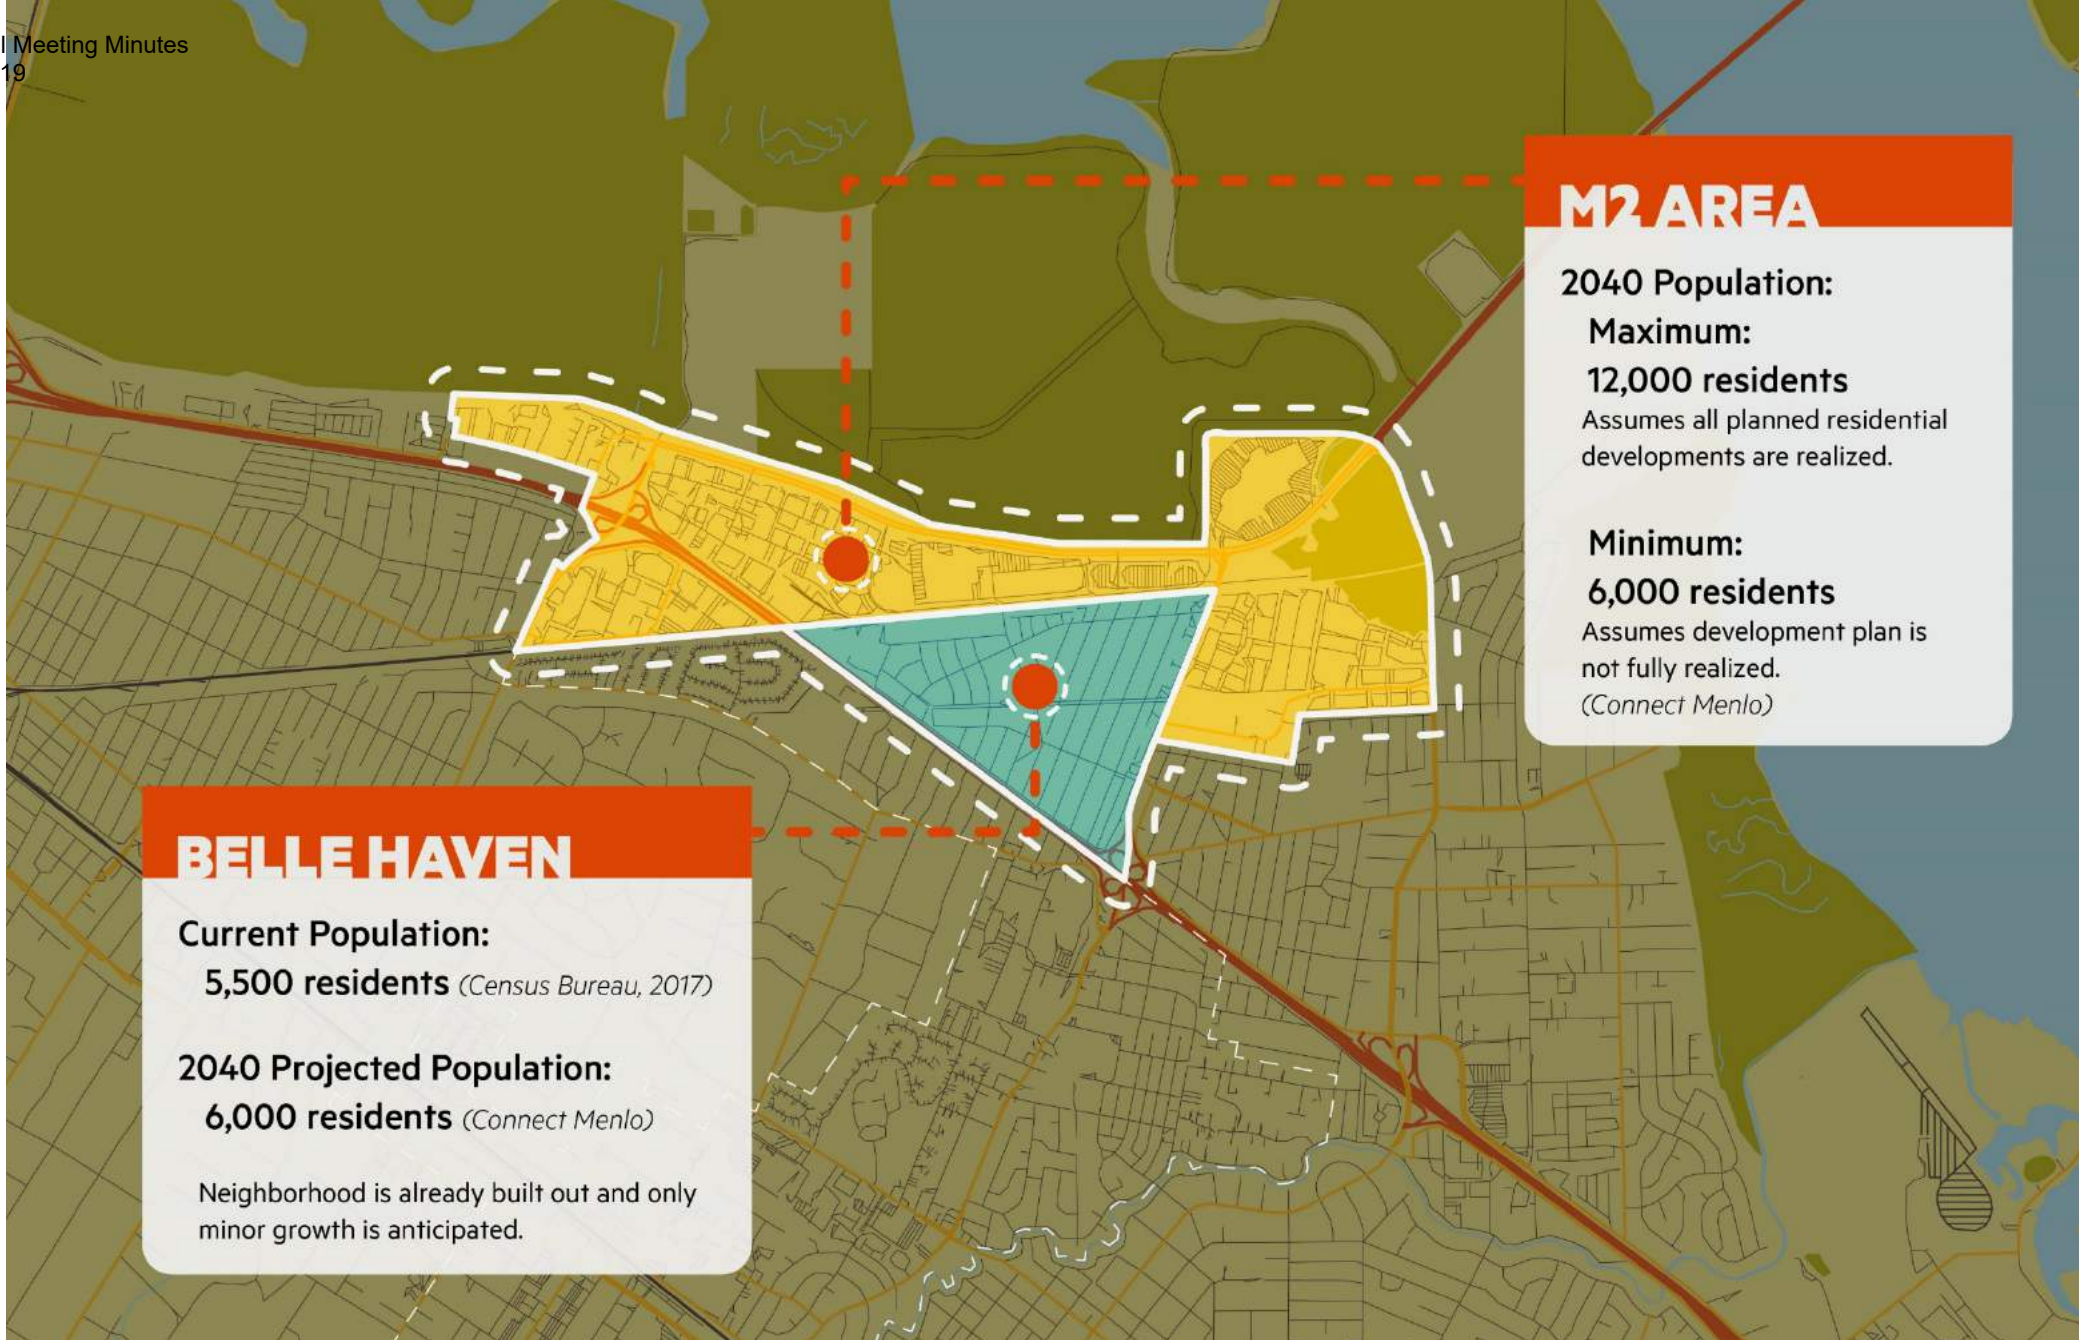 l Meeting Minutes
19
M2 AREA
2040 Population:
Maximum:
12,000 residents
Assumes all planned residential
developments are realized.
Minimum:
6,000 residents
Assumes development plan is
not fully realized.
(Connect Menlo)
BELLE HAVEN
Current Population:
5,500 residents (Census Bureau, 2017)
2040 Projected Population:
6,000 residents (Connect Menlo)
Neighborhood is already built out and only
minor growth is anticipated.